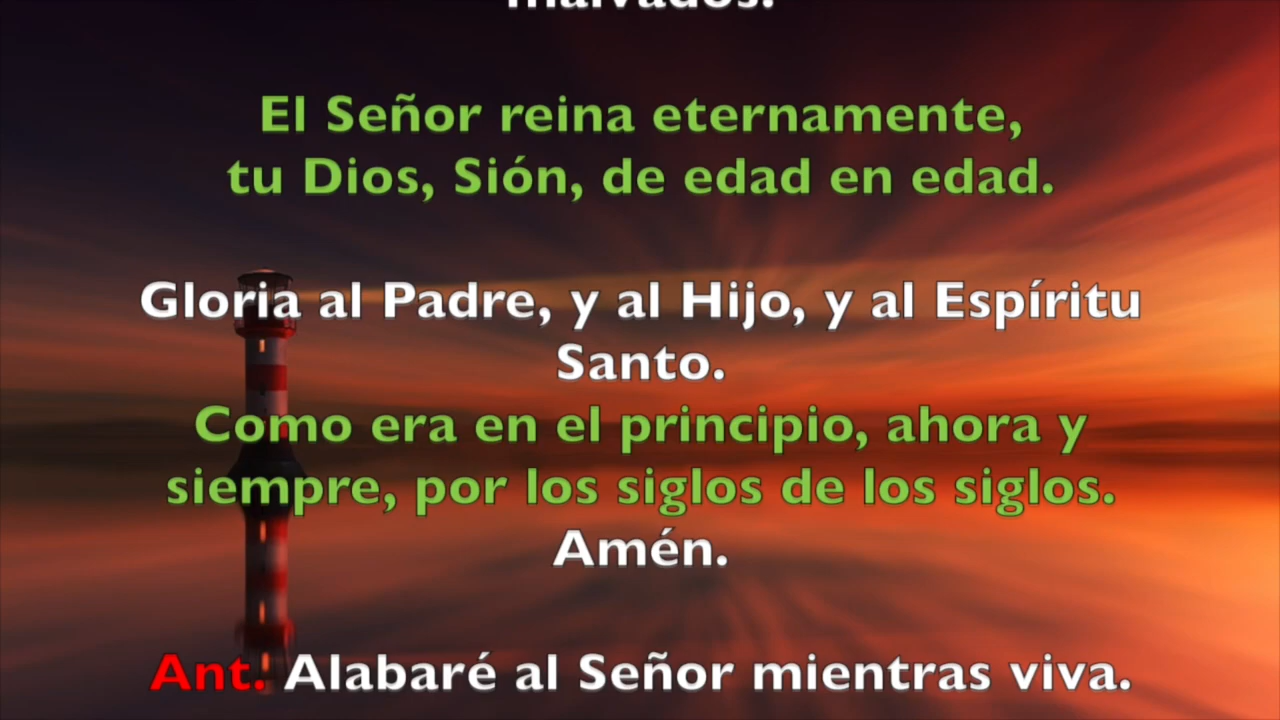 malvados.
El Señor reina eternamente,
tu Dios, Sión, de edad en edad.
Gloria al Padre, y al Hijo, y al Espíritu
Santo.
Como era en el principio, ahora y
siempre, por los siglos de los siglos.
Amén.
Ant. Alabaré al Señor mientras viva.